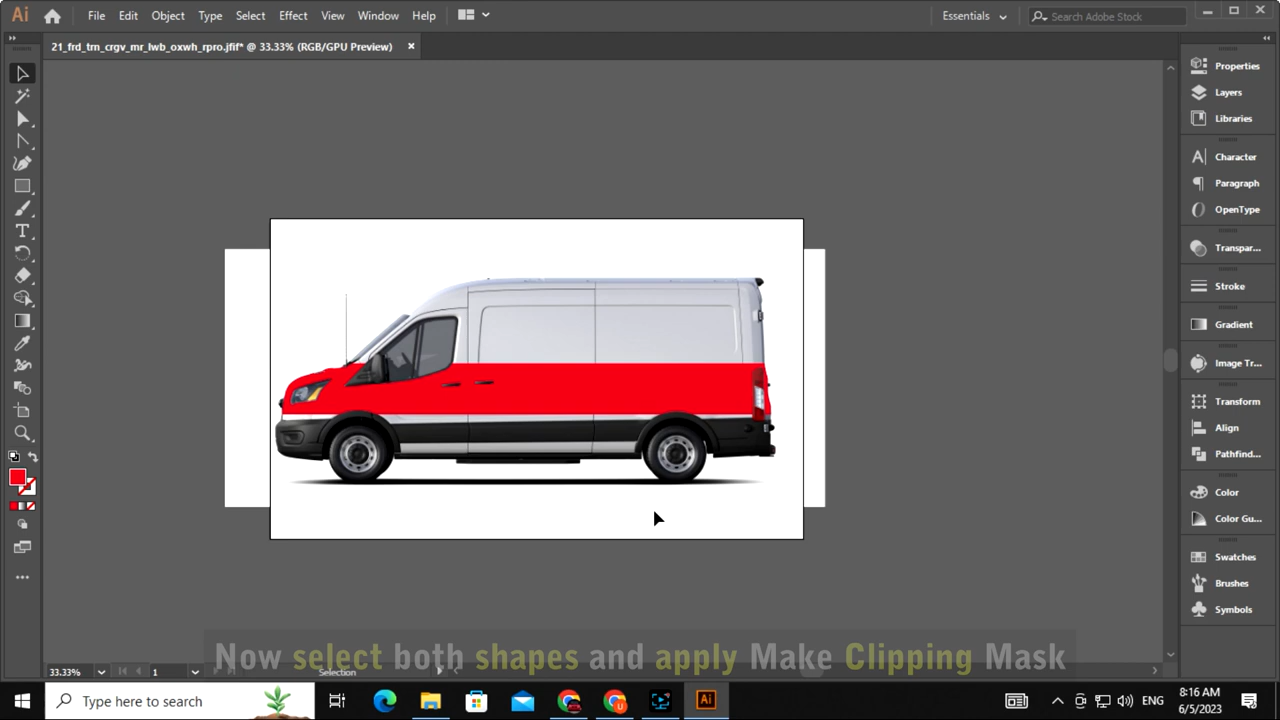 Ai File Edit Object Type Select Effect View Window Help Essentials Search Adobe Stock
21_frd_trn_crgv_mr_lwb_oxwh_rpro.jfif* @ 33.33% (RGB/GPU Preview)
Properties
Layers
Libraries
Character
Paragraph
OpenType
Transpar...
Stroke
Gradient
Image Tr...
Transform
Align
Pathfind...
Color
Color Gu...
Swatches
Brushes
Symbols
Now select both shapes and apply Make Clipping Mask
33.33% 1 Selection
Type here to search
Ai
ENG
8:16 AM
6/5/2023